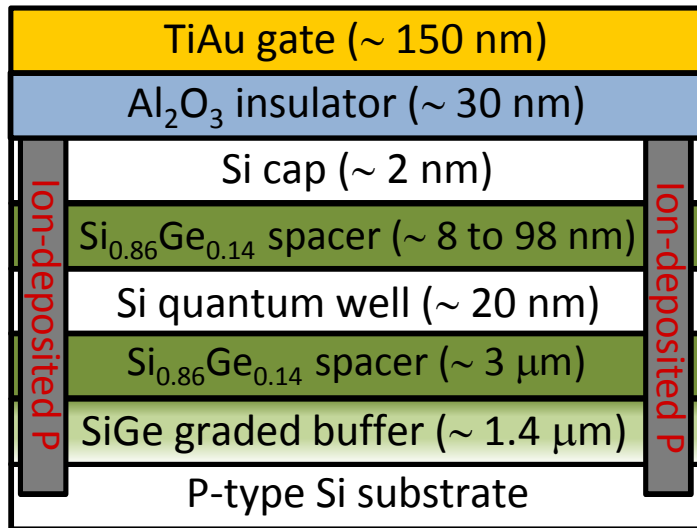 TiAu gate (~ 150 nm)
Al₂O₃ insulator (~ 30 nm)
Si cap (~ 2 nm)
Si₀.₈₆Ge₀.₁₄ spacer (~ 8 to 98 nm)
Si quantum well (~ 20 nm)
Si₀.₈₆Ge₀.₁₄ spacer (~ 3 μm)
SiGe graded buffer (~ 1.4 μm)
P-type Si substrate
Ion-deposited P
Ion-deposited P